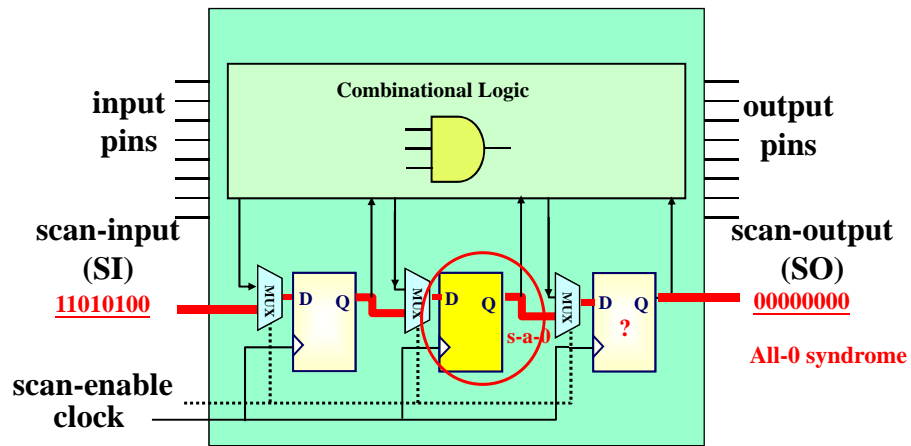 Combinational Logic
input
pins
output
pins
scan-input
(SI)
11010100
scan-output
(SO)
00000000
MUX
D
Q
MUX
D
Q
s-a-0
MUX
D
Q
?
All-0 syndrome
scan-enable
clock